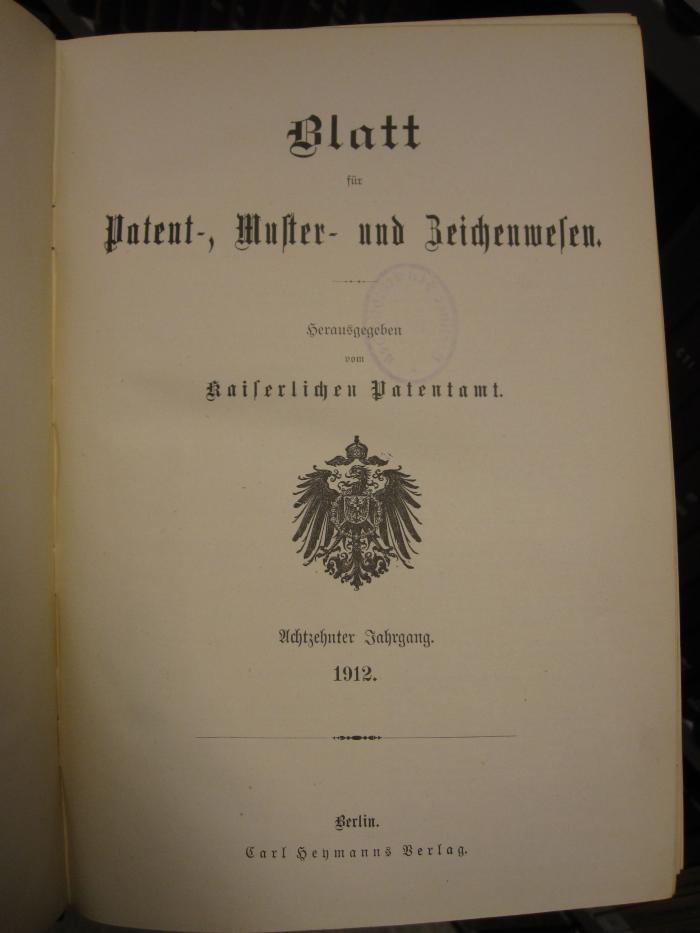 Blatt
für
Patent-, Muster- und Zeichenwesen.
Herausgegeben
vom
Kaiserlichen Patentamt.
Achtzehnter Jahrgang.
1912.
Berlin.
Carl Heymanns Verlag.